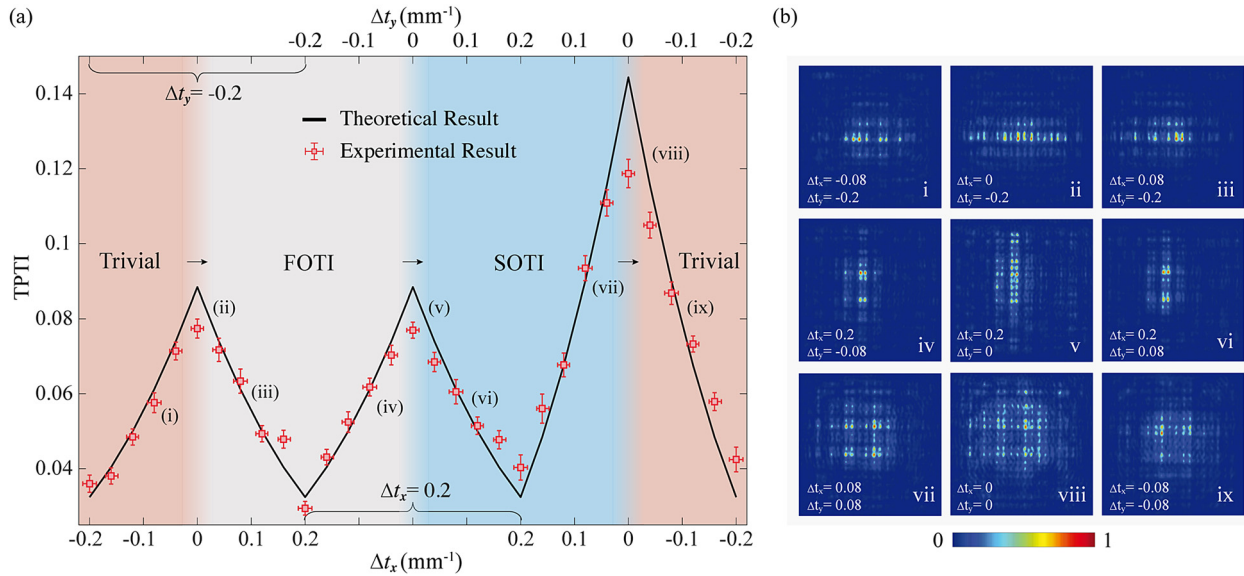 (a)
Δt_y (mm⁻¹)
-0.2 -0.1 0 0.1 0.2 0.1 0 -0.1 -0.2
Δt_y= -0.2
Theoretical Result
Experimental Result
Trivial → FOTI → SOTI → Trivial
(i) (ii) (iii) (iv) (v) (vi) (vii) (viii) (ix)
TPTI
0.14
0.12
0.1
0.08
0.06
0.04
Δt_x= 0.2
-0.2 -0.1 0 0.1 0.2 0.2 0.1 0 -0.1 -0.2
Δt_x (mm⁻¹)
(b)
Δt_x= -0.08
Δt_y= -0.2
i
Δt_x= 0
Δt_y= -0.2
ii
Δt_x= 0.08
Δt_y= -0.2
iii
Δt_x= 0.2
Δt_y= -0.08
iv
Δt_x= 0.2
Δt_y= 0
v
Δt_x= 0.2
Δt_y= 0.08
vi
Δt_x= 0.08
Δt_y= 0.08
vii
Δt_x= 0
Δt_y= 0
viii
Δt_x= -0.08
Δt_y= -0.08
ix
0 1